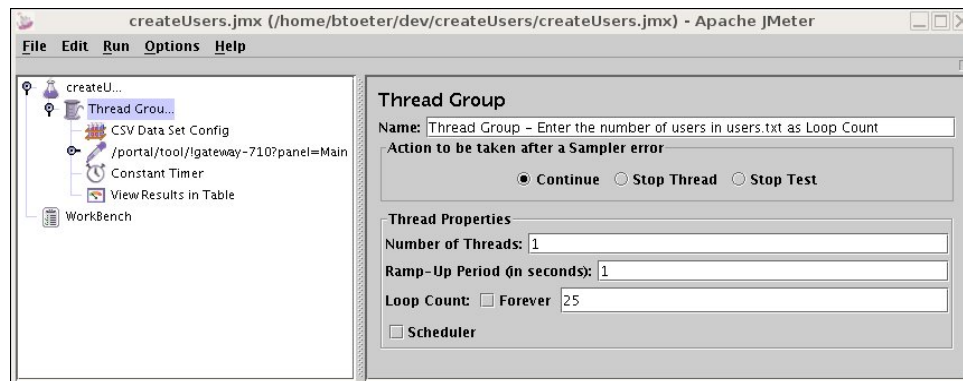 createUsers.jmx (/home/btoeter/dev/createUsers/createUsers.jmx) - Apache JMeter
File Edit Run Options Help
createU...
Thread Grou...
CSV Data Set Config
/portal/tool/!gateway-710?panel=Main
Constant Timer
View Results in Table
WorkBench
Thread Group
Name: Thread Group - Enter the number of users in users.txt as Loop Count
Action to be taken after a Sampler error
Continue Stop Thread Stop Test
Thread Properties
Number of Threads: 1
Ramp-Up Period (in seconds): 1
Loop Count: Forever 25
Scheduler